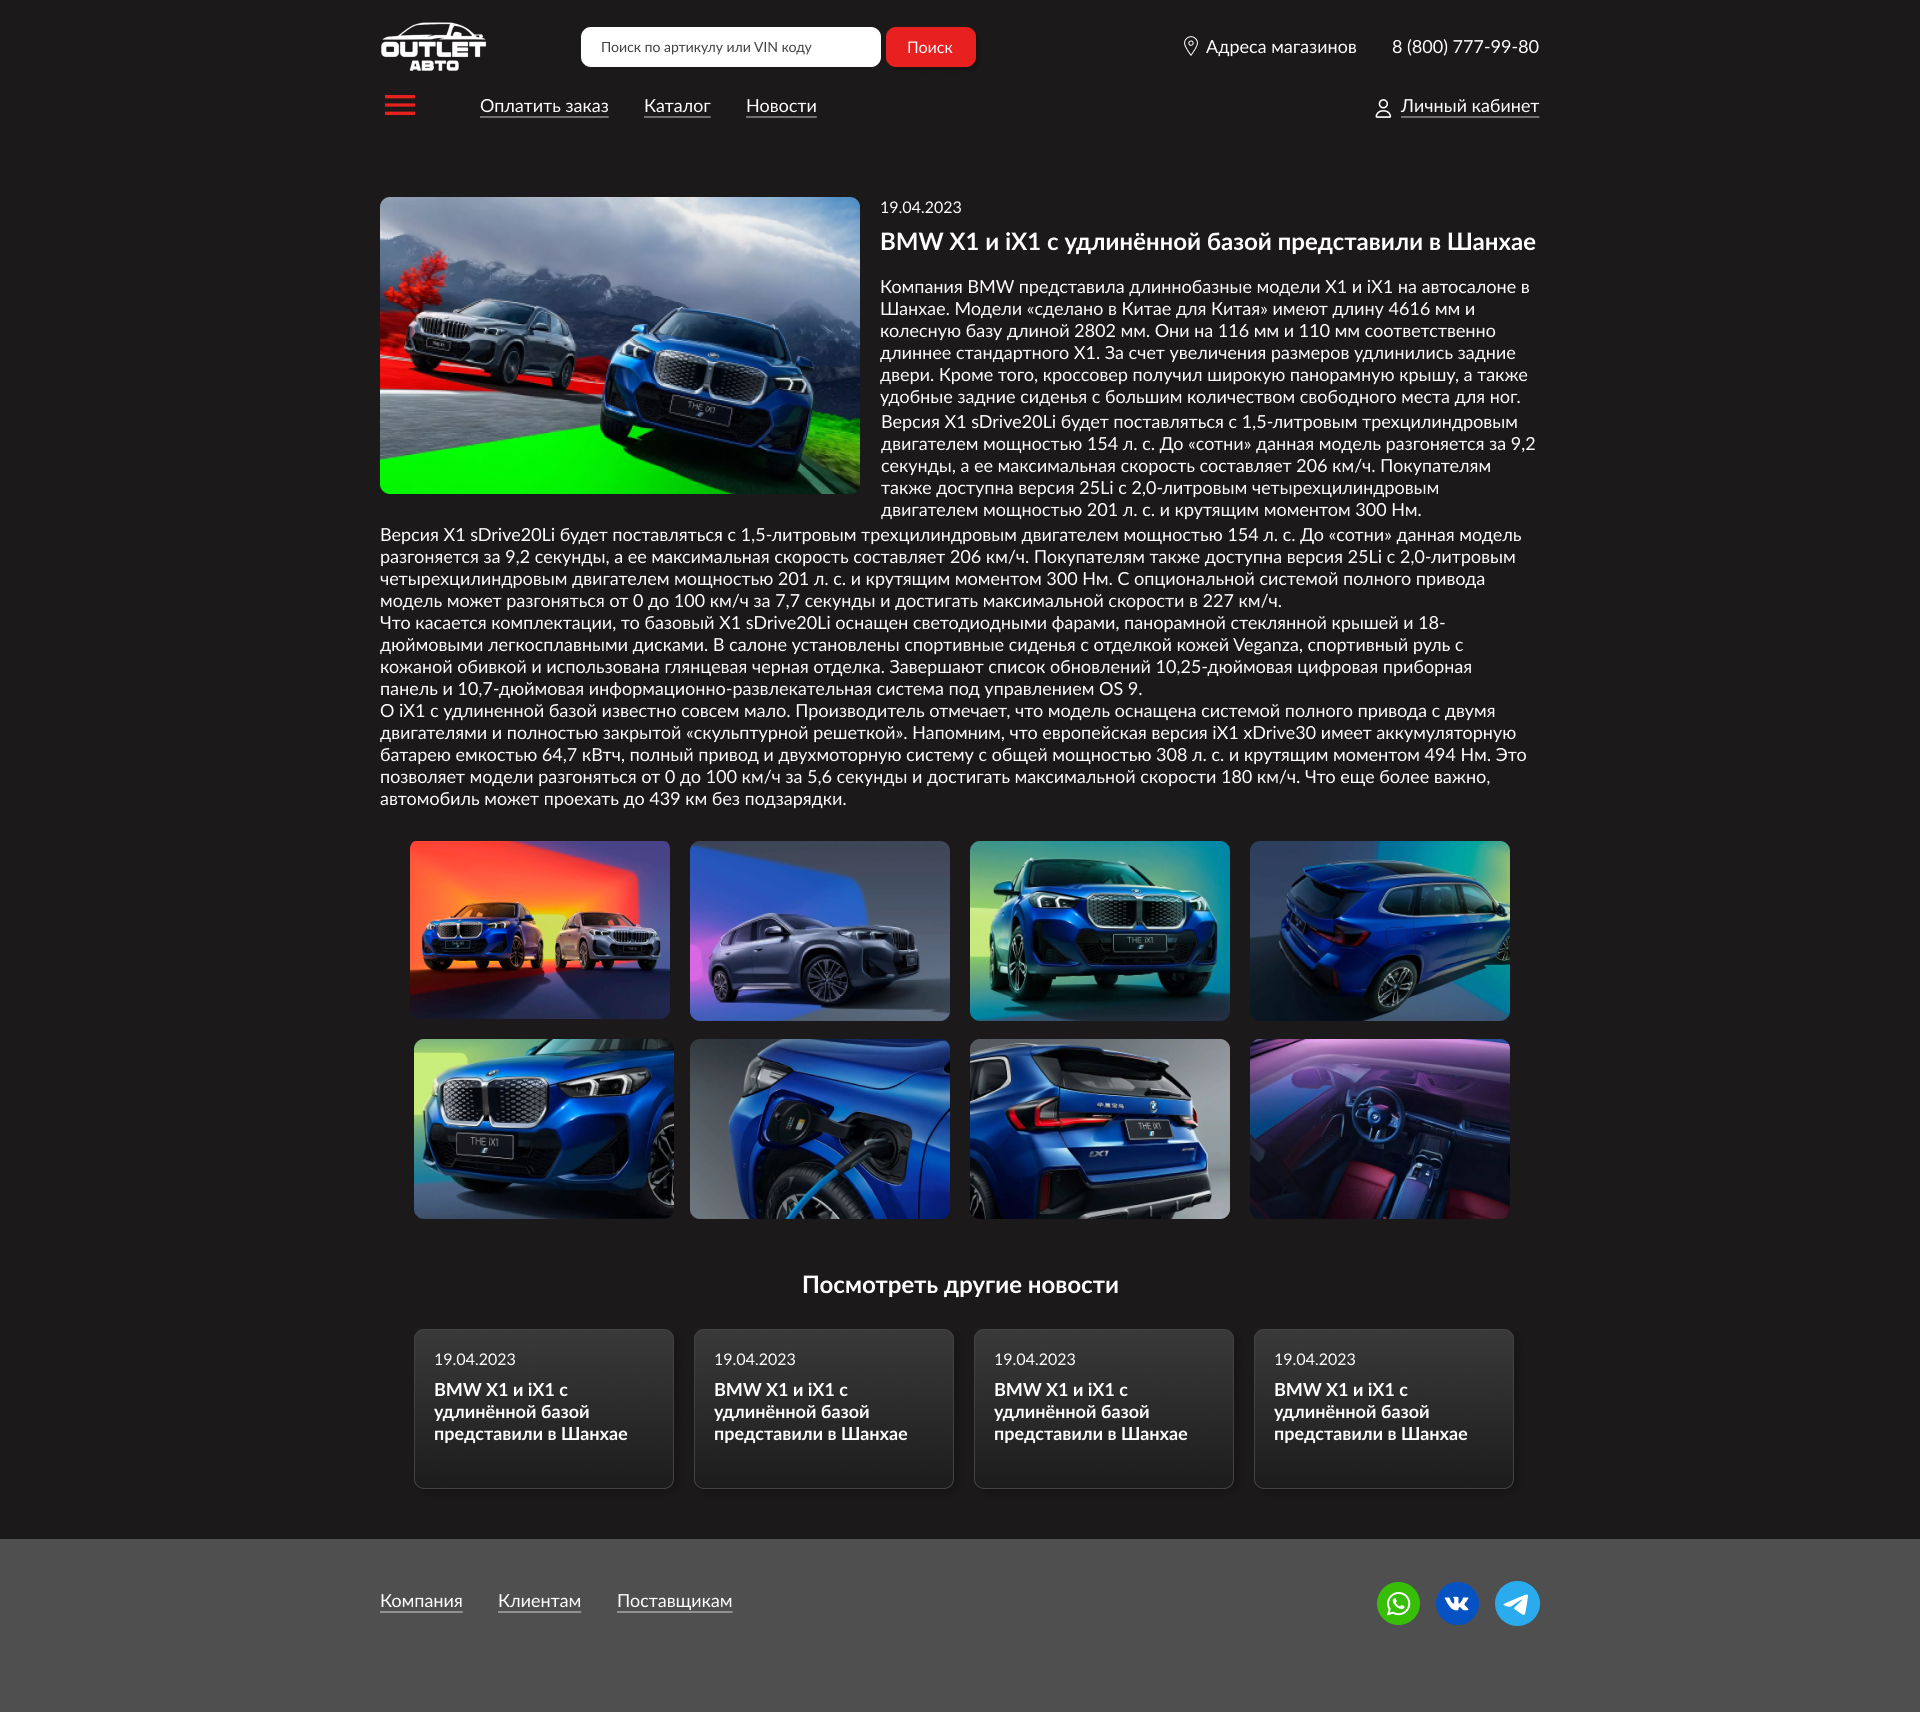 OUTLET
АВТО
Поиск по артикулу или VIN коду
Поиск
Адреса магазинов
8 (800) 777-99-80
Оплатить заказ
Каталог
Новости
Личный кабинет
THE iX1
19.04.2023
BMW X1 и iX1 с удлинённой базой представили в Шанхае
Компания BMW представила длиннобазные модели X1 и iX1 на автосалоне в
Шанхае. Модели «сделано в Китае для Китая» имеют длину 4616 мм и
колесную базу длиной 2802 мм. Они на 116 мм и 110 мм соответственно
длиннее стандартного X1. За счет увеличения размеров удлинились задние
двери. Кроме того, кроссовер получил широкую панорамную крышу, а также
удобные задние сиденья с большим количеством свободного места для ног.
Версия X1 sDrive20Li будет поставляться с 1,5-литровым трехцилиндровым
двигателем мощностью 154 л. с. До «сотни» данная модель разгоняется за 9,2
секунды, а ее максимальная скорость составляет 206 км/ч. Покупателям
также доступна версия 25Li с 2,0-литровым четырехцилиндровым
двигателем мощностью 201 л. с. и крутящим моментом 300 Нм.
Версия X1 sDrive20Li будет поставляться с 1,5-литровым трехцилиндровым двигателем мощностью 154 л. с. До «сотни» данная модель
разгоняется за 9,2 секунды, а ее максимальная скорость составляет 206 км/ч. Покупателям также доступна версия 25Li с 2,0-литровым
четырехцилиндровым двигателем мощностью 201 л. с. и крутящим моментом 300 Нм. С опциональной системой полного привода
модель может разгоняться от 0 до 100 км/ч за 7,7 секунды и достигать максимальной скорости в 227 км/ч.
Что касается комплектации, то базовый X1 sDrive20Li оснащен светодиодными фарами, панорамной стеклянной крышей и 18-
дюймовыми легкосплавными дисками. В салоне установлены спортивные сиденья с отделкой кожей Veganza, спортивный руль с
кожаной обивкой и использована глянцевая черная отделка. Завершают список обновлений 10,25-дюймовая цифровая приборная
панель и 10,7-дюймовая информационно-развлекательная система под управлением OS 9.
О iX1 с удлиненной базой известно совсем мало. Производитель отмечает, что модель оснащена системой полного привода с двумя
двигателями и полностью закрытой «скульптурной решеткой». Напомним, что европейская версия iX1 xDrive30 имеет аккумуляторную
батарею емкостью 64,7 кВтч, полный привод и двухмоторную систему с общей мощностью 308 л. с. и крутящим моментом 494 Нм. Это
позволяет модели разгоняться от 0 до 100 км/ч за 5,6 секунды и достигать максимальной скорости 180 км/ч. Что еще более важно,
автомобиль может проехать до 439 км без подзарядки.
THE iX1
THE iX1
THE iX1
iX1
Посмотреть другие новости
19.04.2023
BMW X1 и iX1 с
удлинённой базой
представили в Шанхае
19.04.2023
BMW X1 и iX1 с
удлинённой базой
представили в Шанхае
19.04.2023
BMW X1 и iX1 с
удлинённой базой
представили в Шанхае
19.04.2023
BMW X1 и iX1 с
удлинённой базой
представили в Шанхае
Компания
Клиентам
Поставщикам